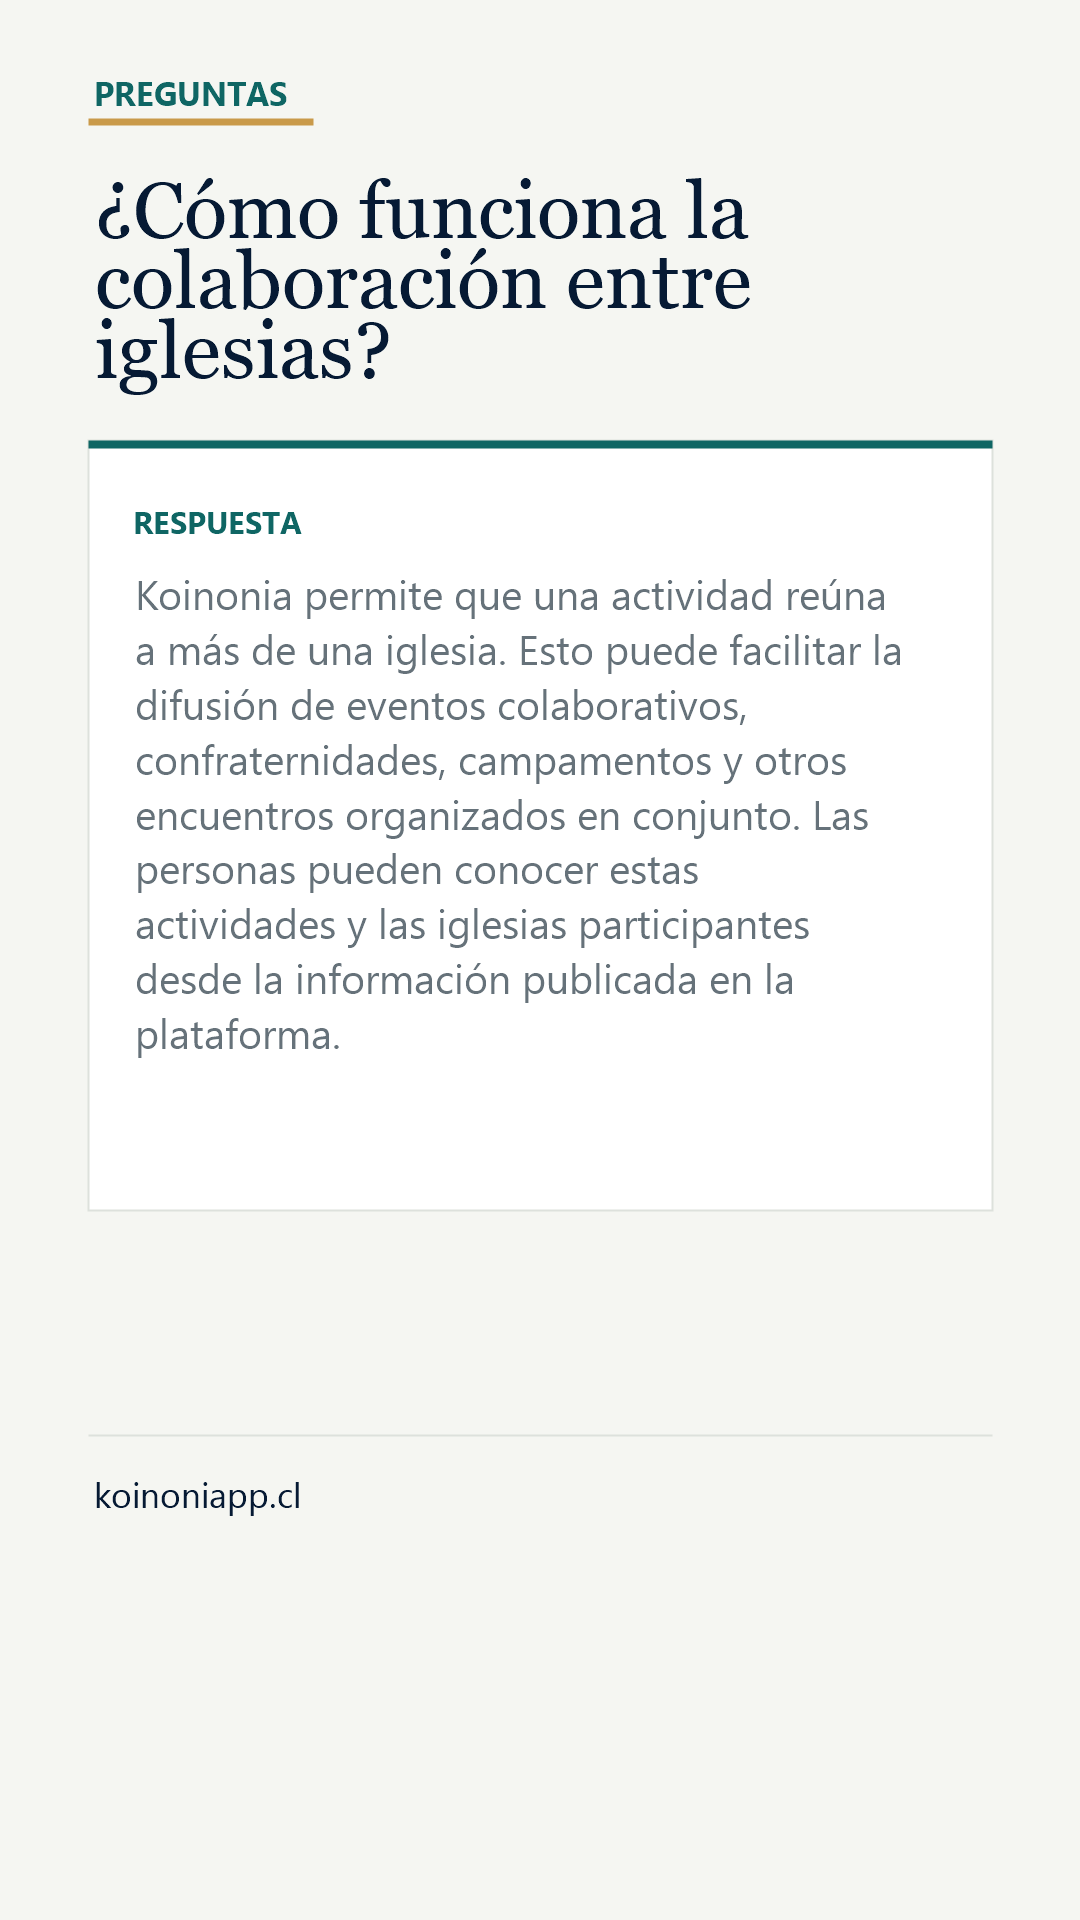 PREGUNTAS
¿Cómo funciona la
colaboración entre
iglesias?
RESPUESTA
Koinonia permite que una actividad reúna
a más de una iglesia. Esto puede facilitar la
difusión de eventos colaborativos,
confraternidades, campamentos y otros
encuentros organizados en conjunto. Las
personas pueden conocer estas
actividades y las iglesias participantes
desde la información publicada en la
plataforma.
koinoniapp.cl